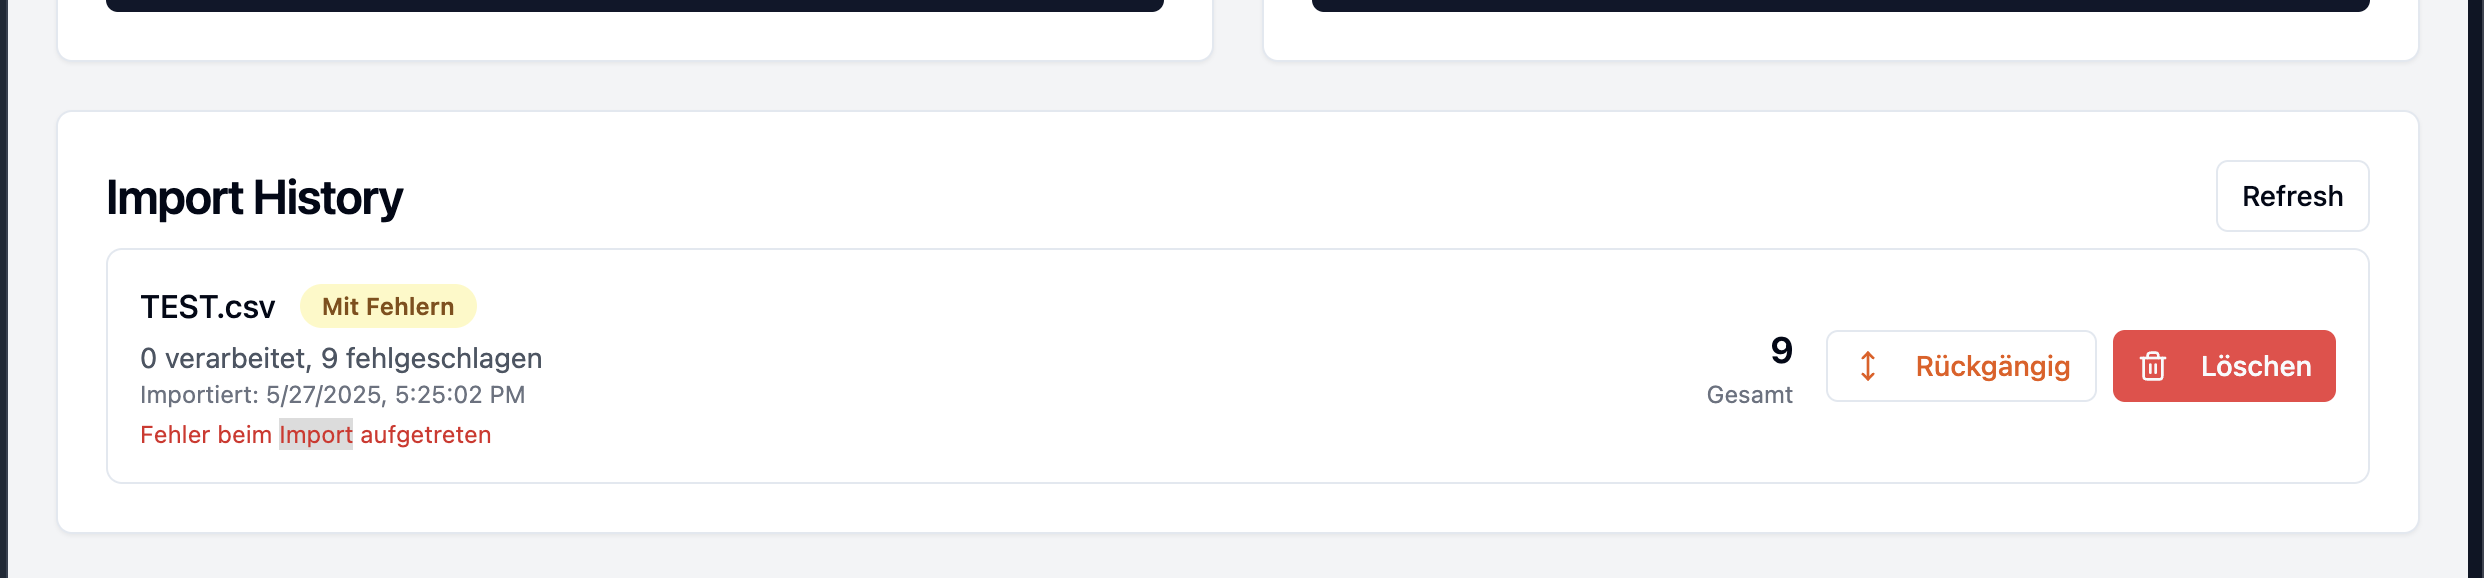 Import History
Refresh
TEST.csv Mit Fehlern
0 verarbeitet, 9 fehlgeschlagen
Importiert: 5/27/2025, 5:25:02 PM
Fehler beim Import aufgetreten
9
Gesamt
Rückgängig
Löschen